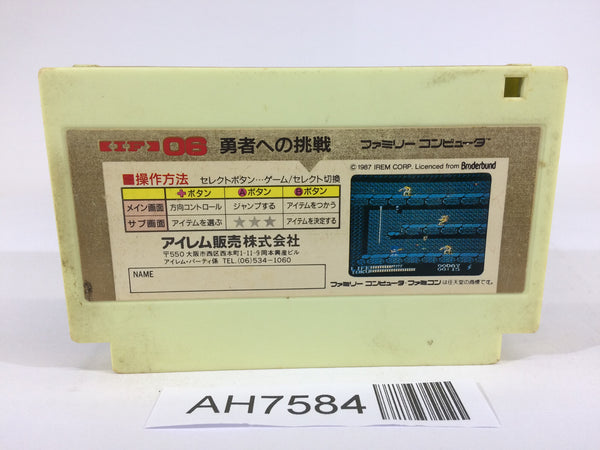 KIFJ 08 勇者への挑戦 ファミリーコンピュータ
© 1987 IREM CORP. Licenced from Brøderbund
■操作方法 セレクトボタン…ゲーム/セレクト切換
✚ボタン Ⓐボタン Ⓑボタン
メイン画面 方向コントロール ジャンプする アイテムをつかう
サブ画面 アイテムを選ぶ ★★★ アイテムを決定する
アイレム販売株式会社
〒550 大阪市西区西本町1-11-9岡本興産ビル
アイレム・パーティ係 TEL.(06)534-1060
NAME
LIFE
ファミリーコンピュータ・ファミコンは任天堂の商標です。
AH7584